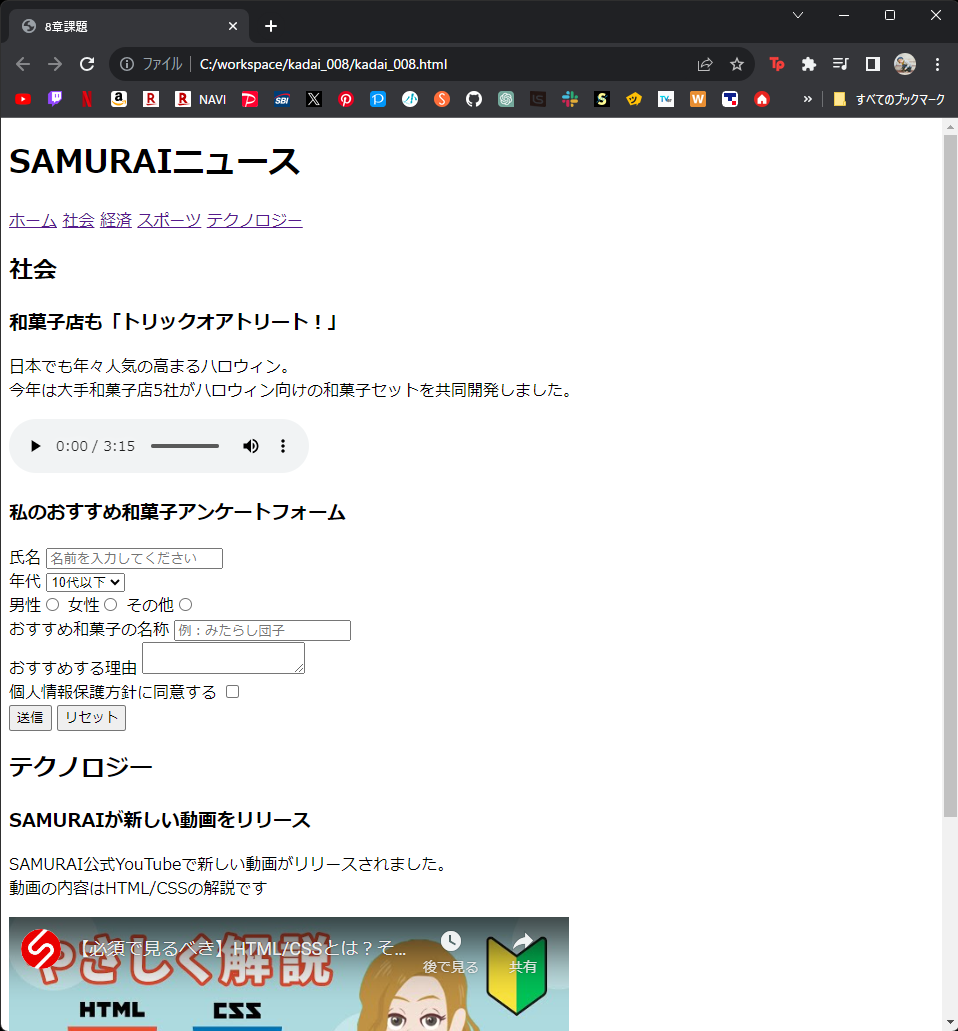 8章課題
ファイル C:/workspace/kadai_008/kadai_008.html
Tp
R R NAVI SBI X S TV W すべてのブックマーク
SAMURAIニュース
ホーム 社会 経済 スポーツ テクノロジー
社会
和菓子店も「トリックオアトリート！」
日本でも年々人気の高まるハロウィン。
今年は大手和菓子店5社がハロウィン向けの和菓子セットを共同開発しました。
0:00 / 3:15
私のおすすめ和菓子アンケートフォーム
氏名 名前を入力してください
年代 10代以下
男性 女性 その他
おすすめ和菓子の名称 例：みたらし団子
おすすめする理由
個人情報保護方針に同意する
送信 リセット
テクノロジー
SAMURAIが新しい動画をリリース
SAMURAI公式YouTubeで新しい動画がリリースされました。
動画の内容はHTML/CSSの解説です
【必須で見るべき】HTML/CSSとは？そ...
後で見る 共有
やさしく解説
HTML CSS